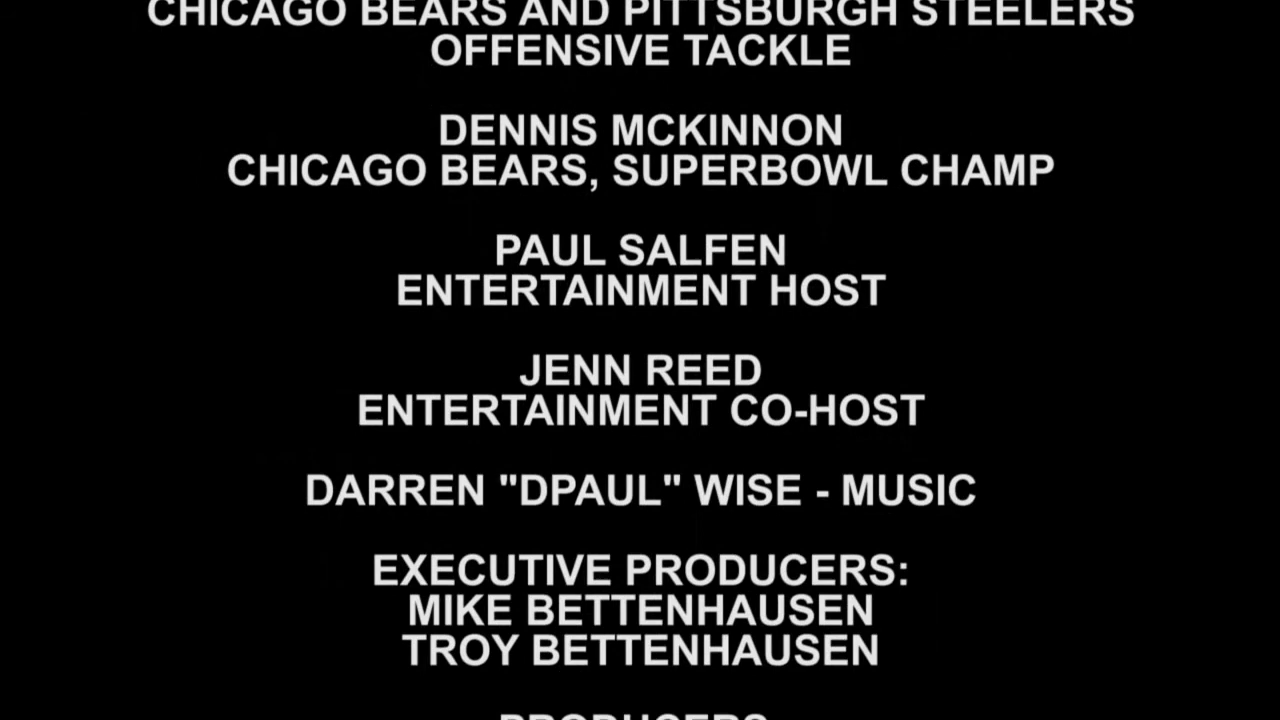 CHICAGO BEARS AND PITTSBURGH STEELERS
OFFENSIVE TACKLE
DENNIS MCKINNON
CHICAGO BEARS, SUPERBOWL CHAMP
PAUL SALFEN
ENTERTAINMENT HOST
JENN REED
ENTERTAINMENT CO-HOST
DARREN "DPAUL" WISE - MUSIC
EXECUTIVE PRODUCERS:
MIKE BETTENHAUSEN
TROY BETTENHAUSEN
PRODUCERS